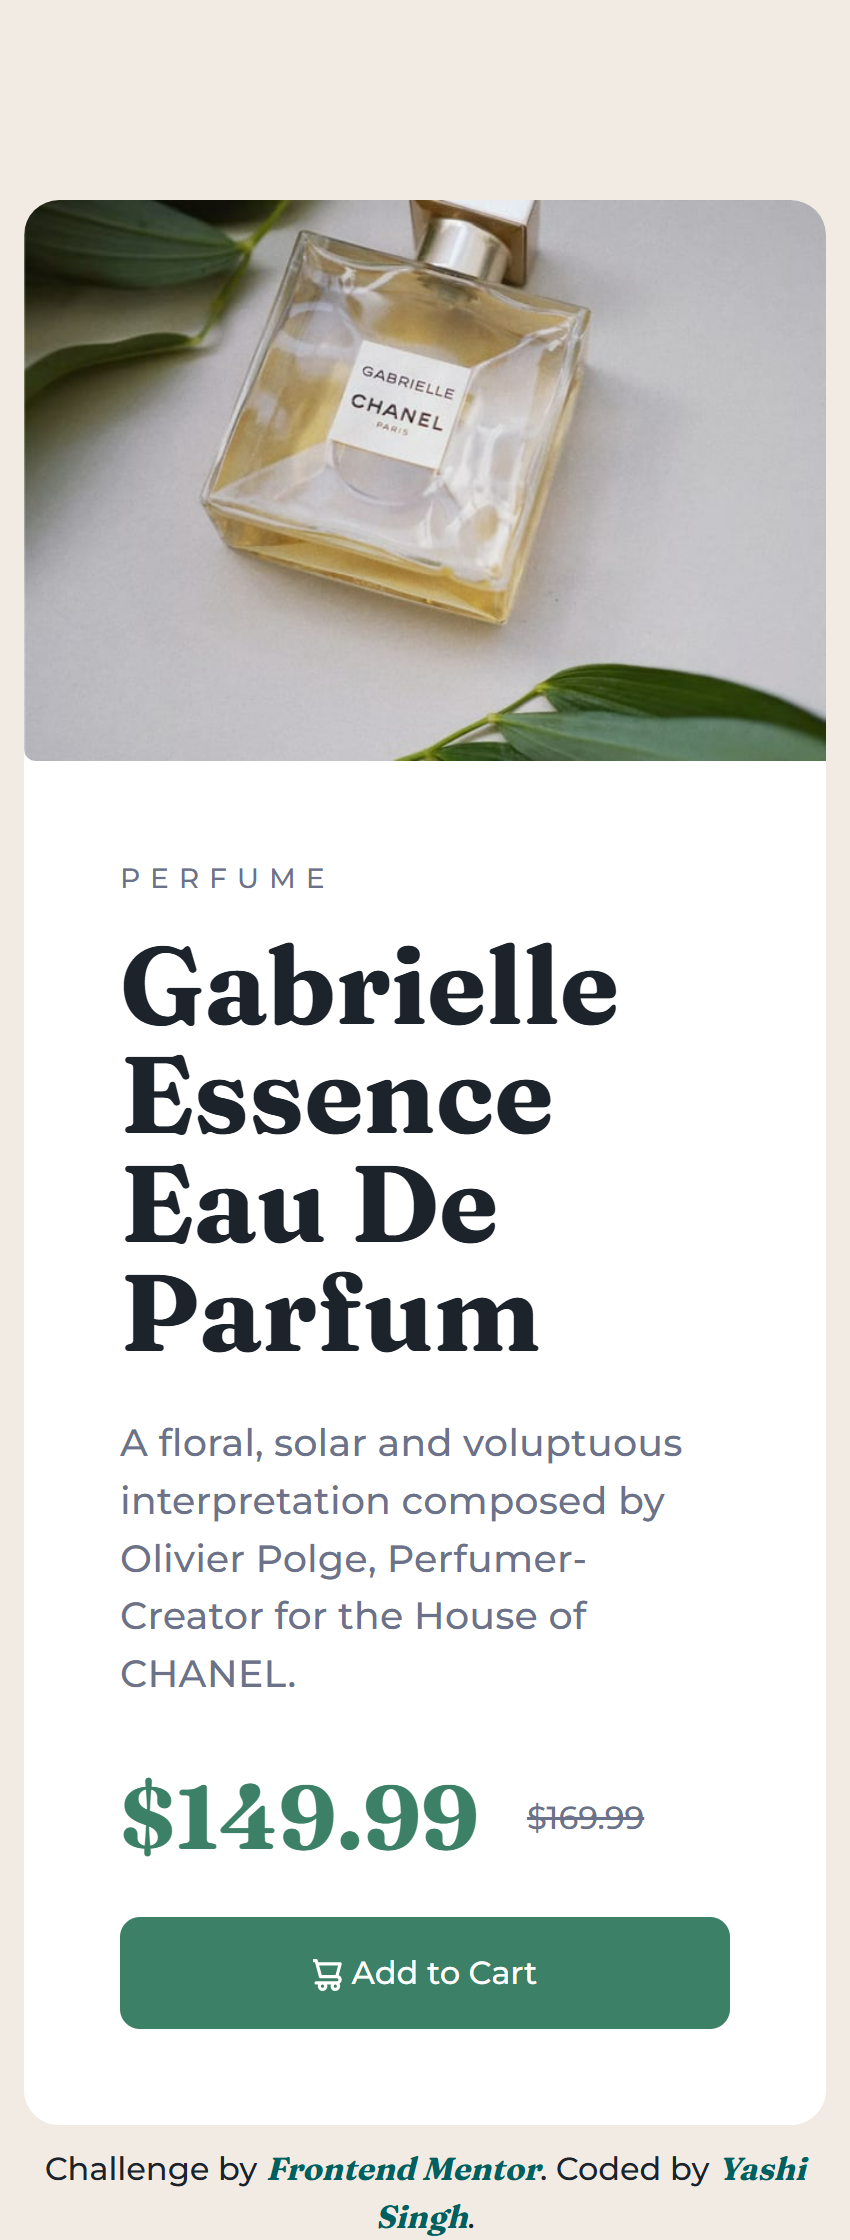 GABRIELLE
CHANEL
PARIS
PERFUME
Gabrielle
Essence
Eau De
Parfum
A floral, solar and voluptuous
interpretation composed by
Olivier Polge, Perfumer-
Creator for the House of
CHANEL.
$149.99 $169.99
Add to Cart
Challenge by Frontend Mentor. Coded by Yashi
Singh.